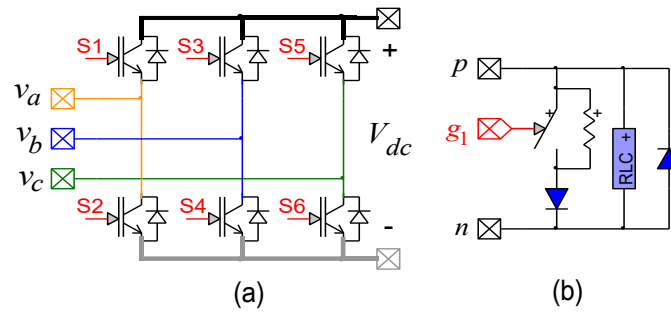 S1 S3 S5
+
v_a
v_b
V_dc
v_c
S2 S4 S6
-
(a)
p
+ +
g_1
+
RLC
n
(b)